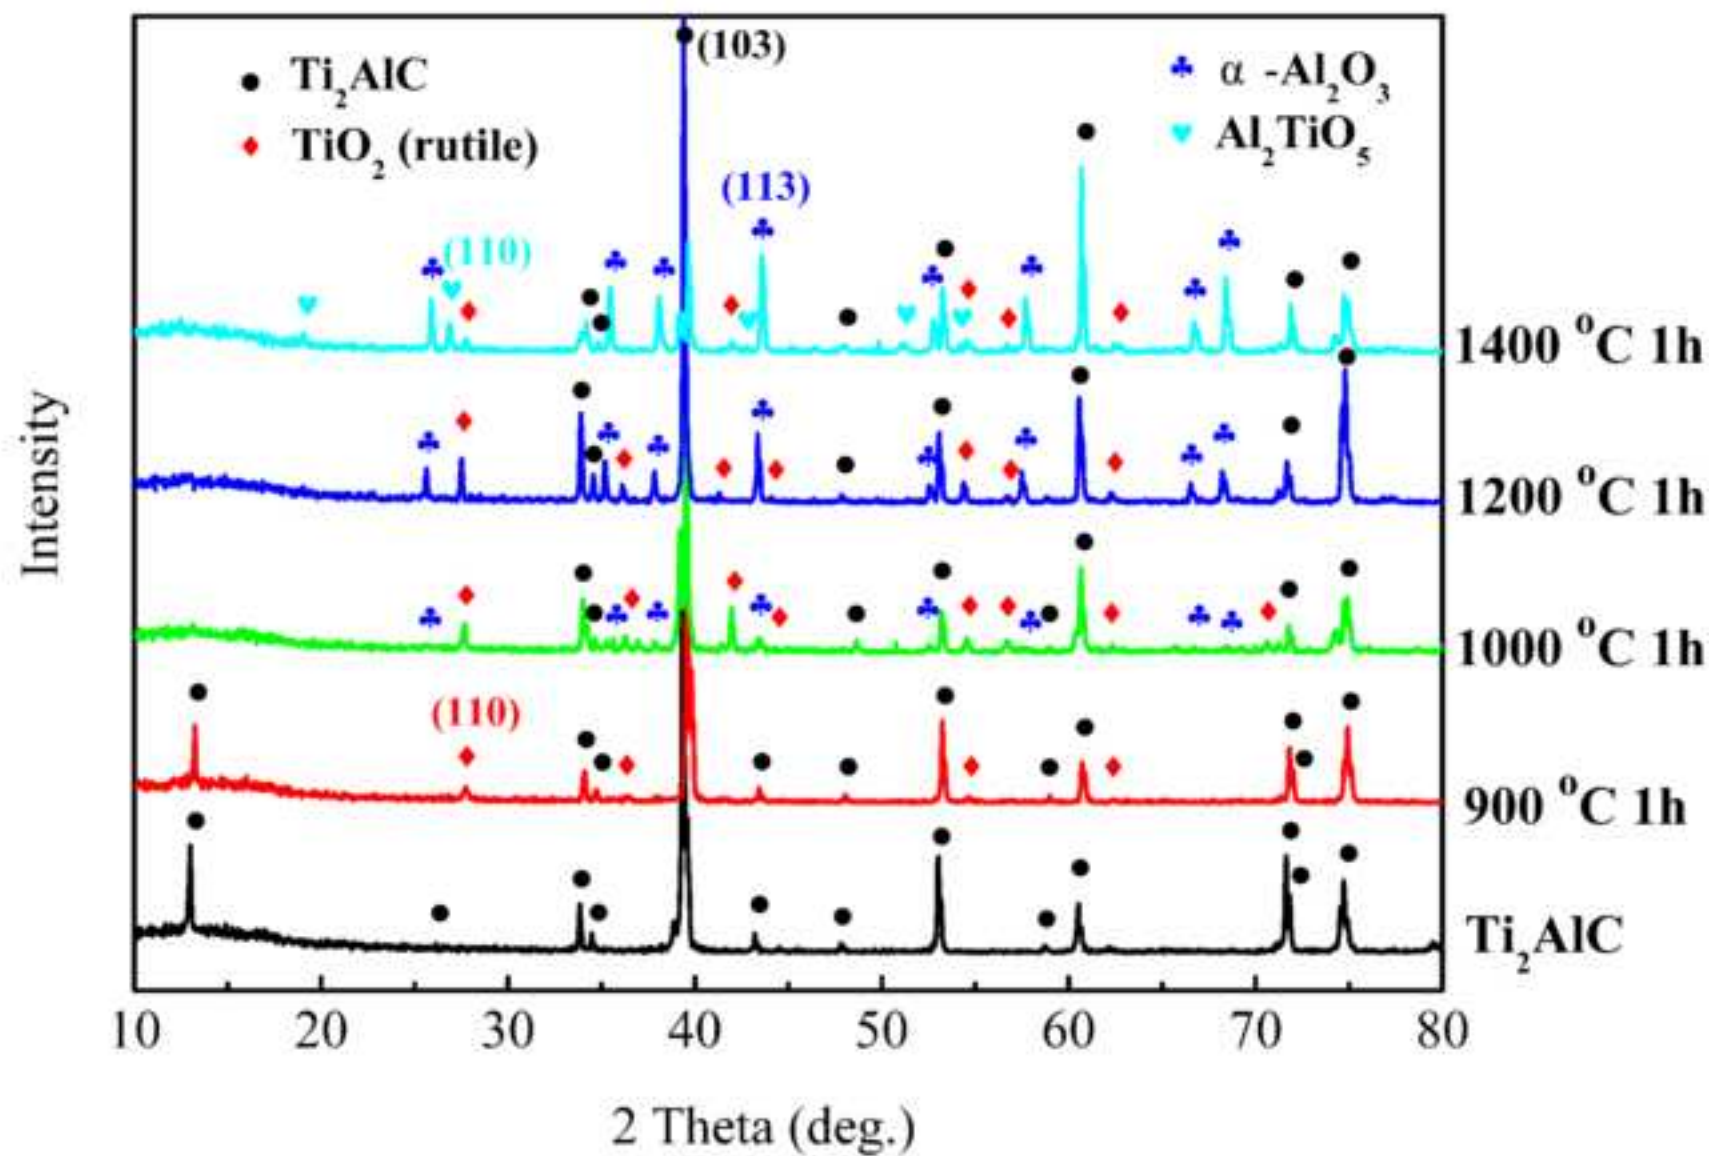 ● Ti₂AlC
♦ TiO₂ (rutile)
(103)
♣ α -Al₂O₃
♥ Al₂TiO₅
(113)
(110)
1400 °C 1h
1200 °C 1h
1000 °C 1h
(110)
900 °C 1h
Ti₂AlC
Intensity
10 20 30 40 50 60 70 80
2 Theta (deg.)